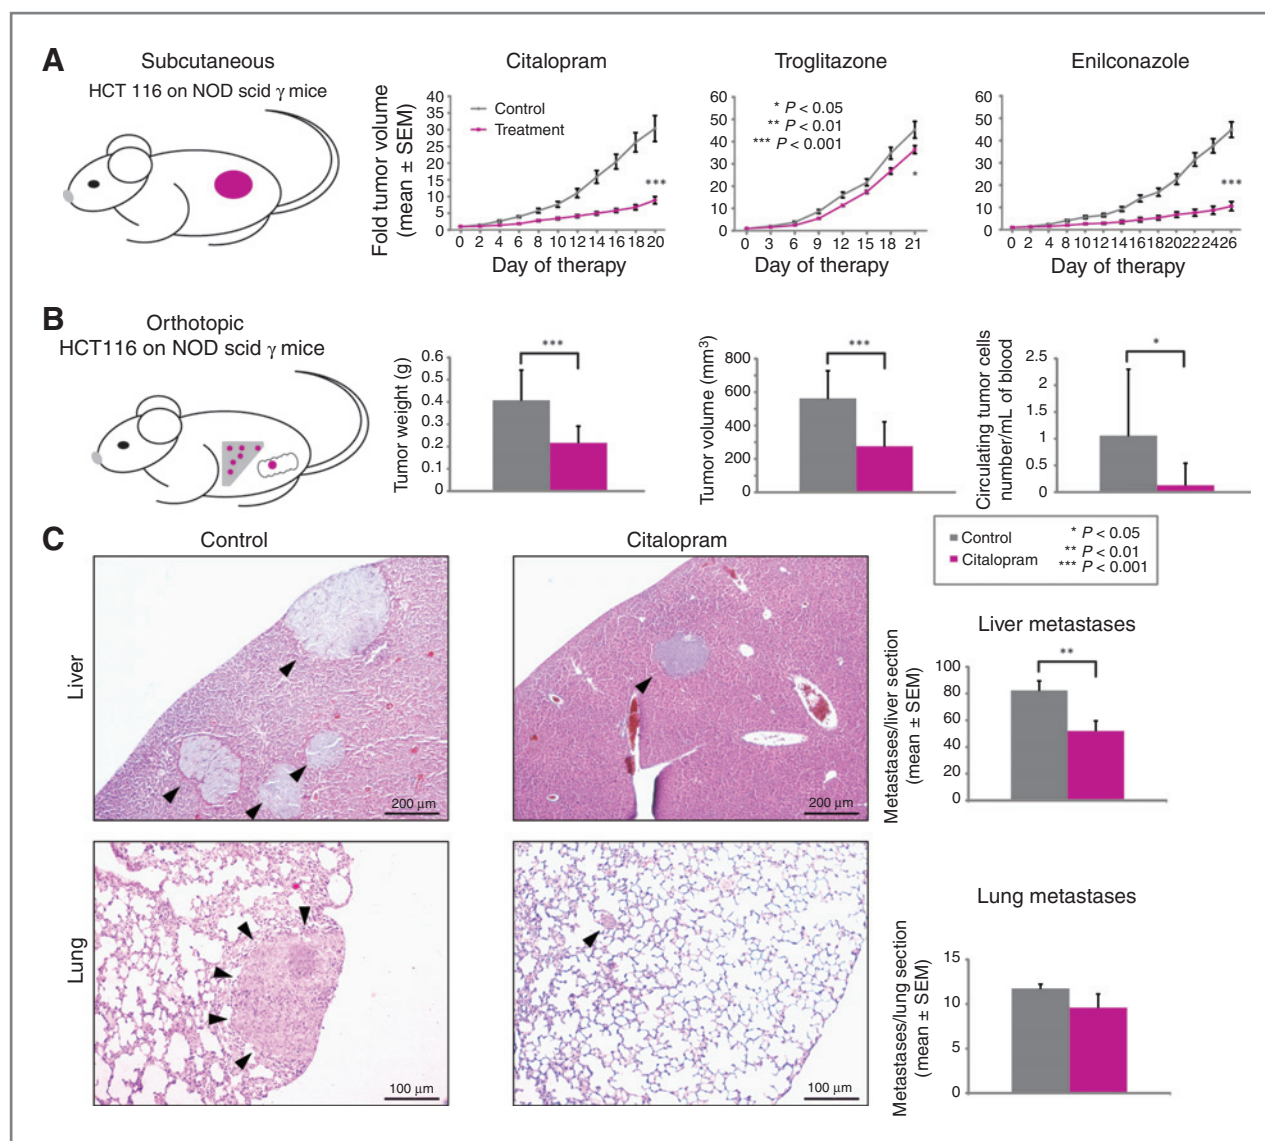 A
Subcutaneous
HCT 116 on NOD scid γ mice
Citalopram
Fold tumor volume
(mean ± SEM)
40
35
30
25
20
15
10
5
0
Control
Treatment
***
0 2 4 6 8 10 12 14 16 18 20
Day of therapy
Troglitazone
60
50
40
30
20
10
0
* P < 0.05
** P < 0.01
*** P < 0.001
*
0 3 6 9 12 15 18 21
Day of therapy
Enilconazole
60
50
40
30
20
10
0
***
0 2 4 6 8 10 12 14 16 18 20 22 24 26
Day of therapy
B
Orthotopic
HCT116 on NOD scid γ mice
Tumor weight (g)
0.6
0.5
0.4
0.3
0.2
0.1
0
***
Tumor volume (mm³)
800
600
400
200
0
***
Circulating tumor cells
number/mL of blood
2.5
2
1.5
1
0.5
0
*
Control
Citalopram
* P < 0.05
** P < 0.01
*** P < 0.001
C
Control
Citalopram
Liver
200 μm
200 μm
Liver metastases
Metastases/liver section
(mean ± SEM)
100
80
60
40
20
0
**
Lung
100 μm
100 μm
Lung metastases
Metastases/lung section
(mean ± SEM)
15
10
5
0